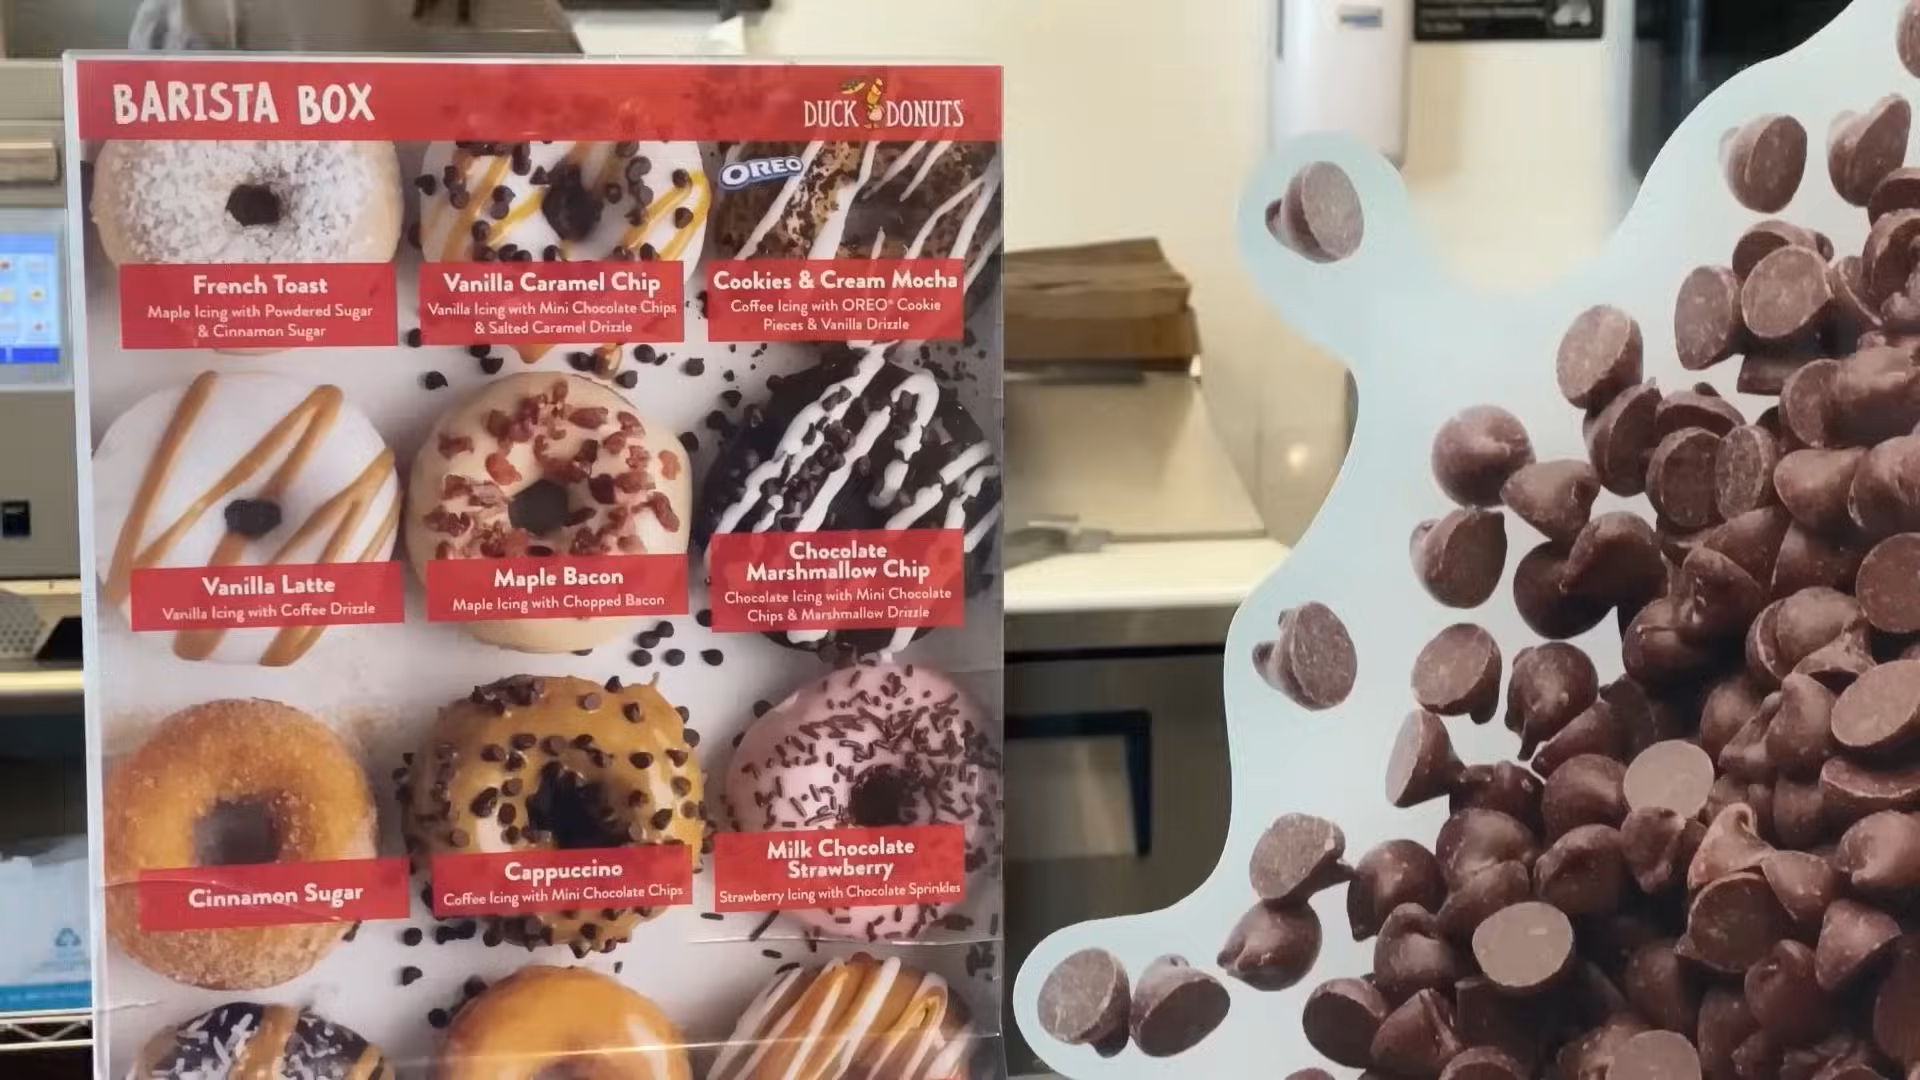 BARISTA BOX
DUCK DONUTS
OREO
French Toast
Maple Icing with Powdered Sugar
& Cinnamon Sugar
Vanilla Caramel Chip
Vanilla Icing with Mini Chocolate Chips
& Salted Caramel Drizzle
Cookies & Cream Mocha
Coffee Icing with OREO® Cookie
Pieces & Vanilla Drizzle
Vanilla Latte
Vanilla Icing with Coffee Drizzle
Maple Bacon
Maple Icing with Chopped Bacon
Chocolate
Marshmallow Chip
Chocolate Icing with Mini Chocolate
Chips & Marshmallow Drizzle
Cinnamon Sugar
Cappuccino
Coffee Icing with Mini Chocolate Chips
Milk Chocolate
Strawberry
Strawberry Icing with Chocolate Sprinkles